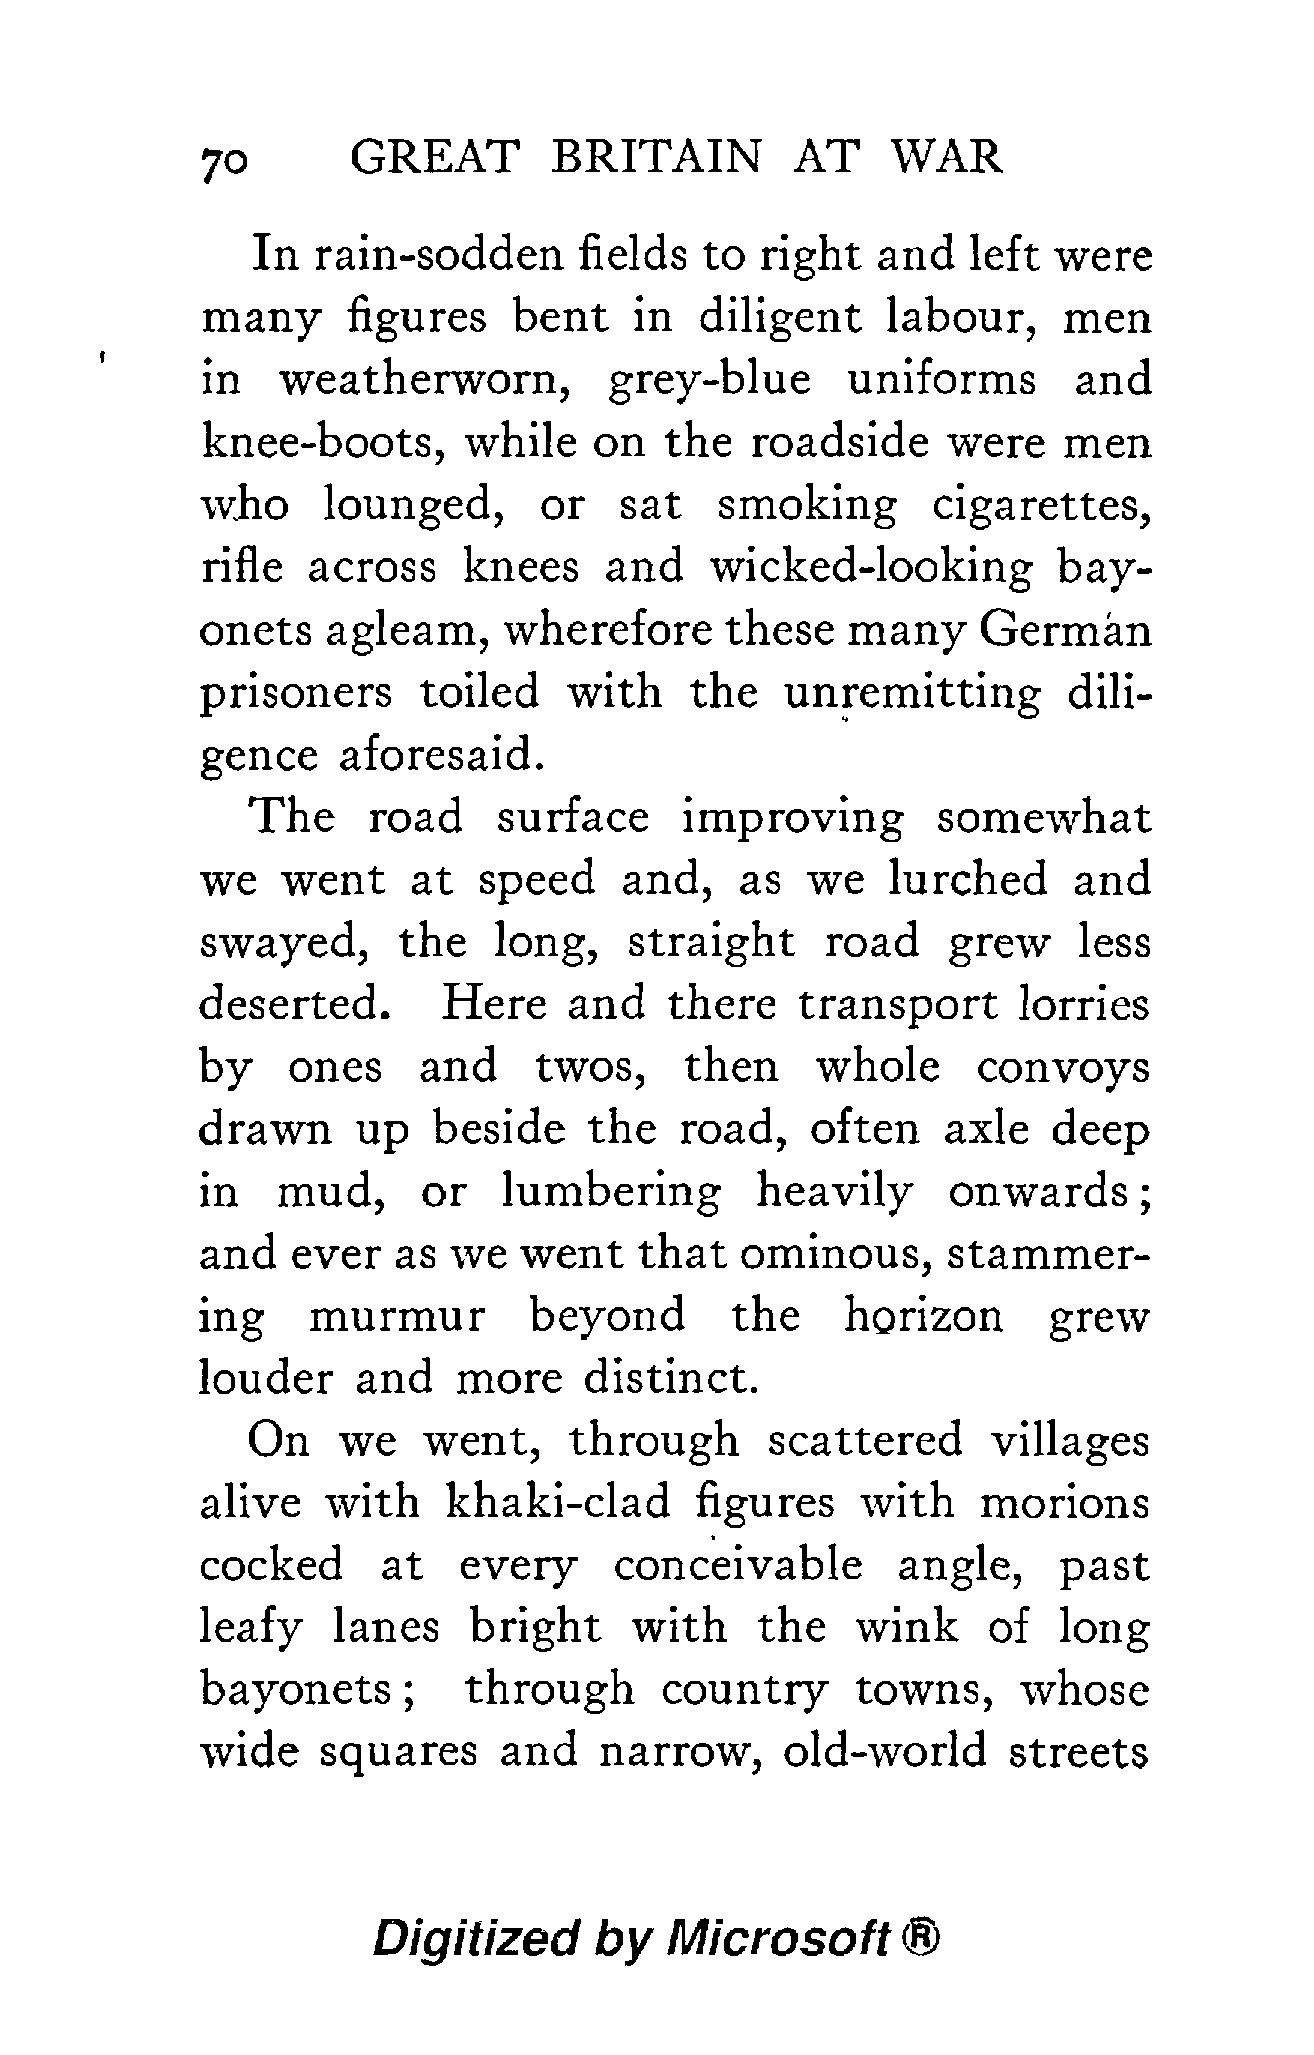 70 GREAT BRITAIN AT WAR
In rain-sodden fields to right and left were
many figures bent in diligent labour, men
in weatherworn, grey-blue uniforms and
knee-boots, while on the roadside were men
who lounged, or sat smoking cigarettes,
rifle across knees and wicked-looking bay-
onets agleam, wherefore these many German
prisoners toiled with the unremitting dili-
gence aforesaid.
The road surface improving somewhat
we went at speed and, as we lurched and
swayed, the long, straight road grew less
deserted. Here and there transport lorries
by ones and twos, then whole convoys
drawn up beside the road, often axle deep
in mud, or lumbering heavily onwards ;
and ever as we went that ominous, stammer-
ing murmur beyond the horizon grew
louder and more distinct.
On we went, through scattered villages
alive with khaki-clad figures with morions
cocked at every conceivable angle, past
leafy lanes bright with the wink of long
bayonets ; through country towns, whose
wide squares and narrow, old-world streets
Digitized by Microsoft ®